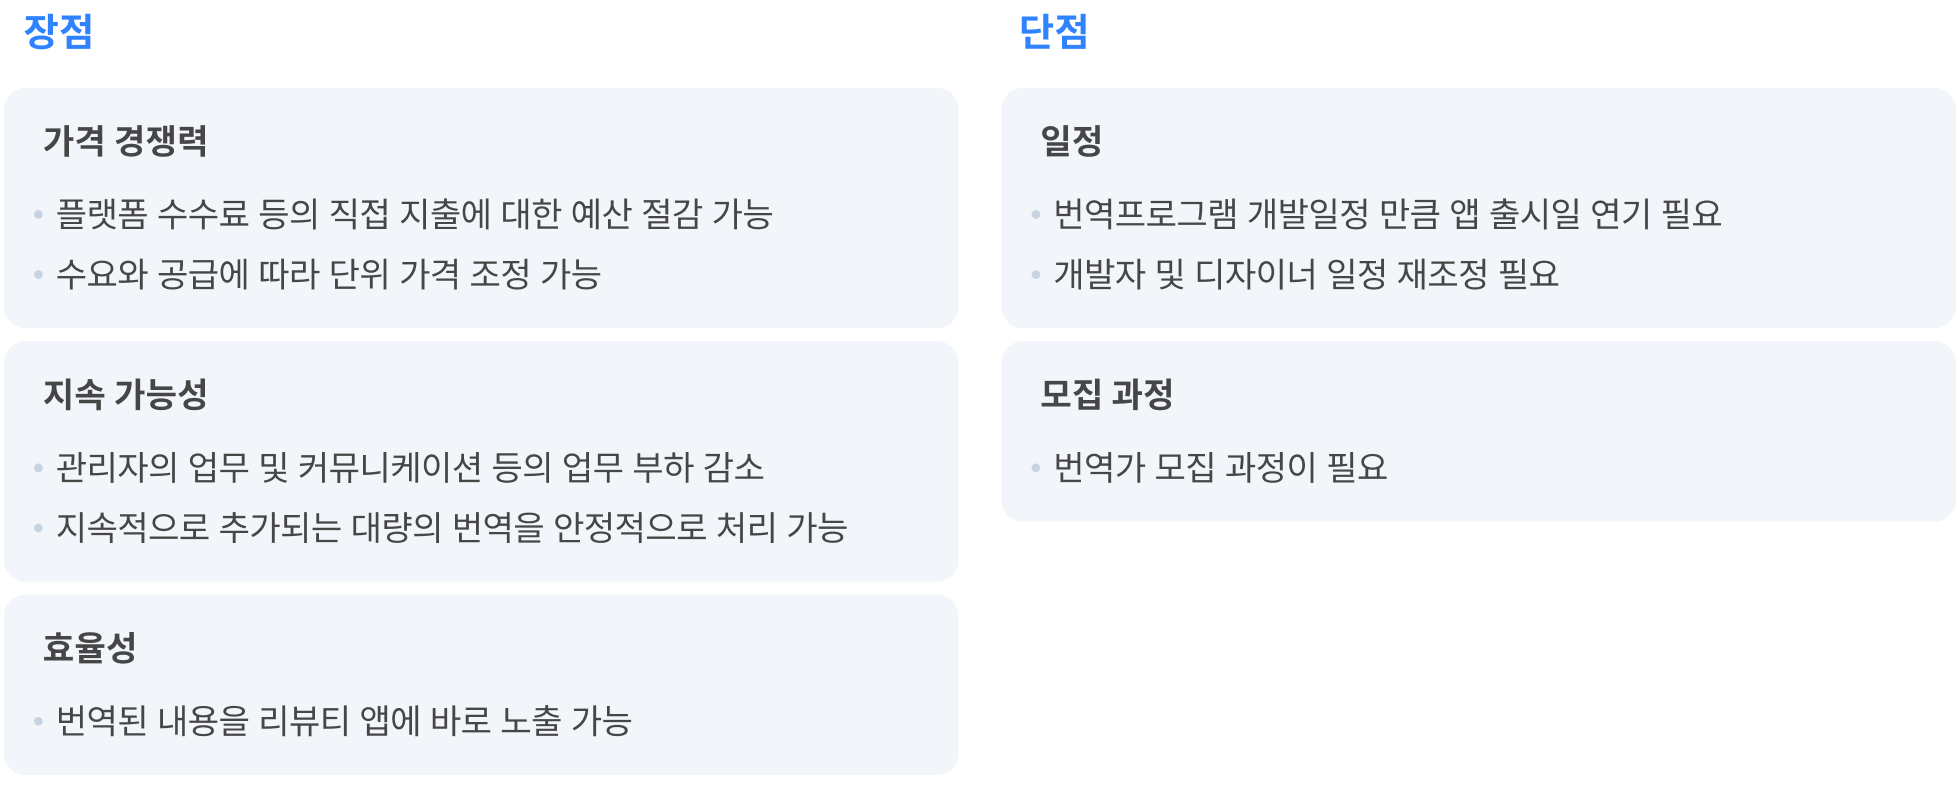 장점
가격 경쟁력
플랫폼 수수료 등의 직접 지출에 대한 예산 절감 가능
수요와 공급에 따라 단위 가격 조정 가능
지속 가능성
관리자의 업무 및 커뮤니케이션 등의 업무 부하 감소
지속적으로 추가되는 대량의 번역을 안정적으로 처리 가능
효율성
번역된 내용을 리뷰티 앱에 바로 노출 가능
단점
일정
번역프로그램 개발일정 만큼 앱 출시일 연기 필요
개발자 및 디자이너 일정 재조정 필요
모집 과정
번역가 모집 과정이 필요